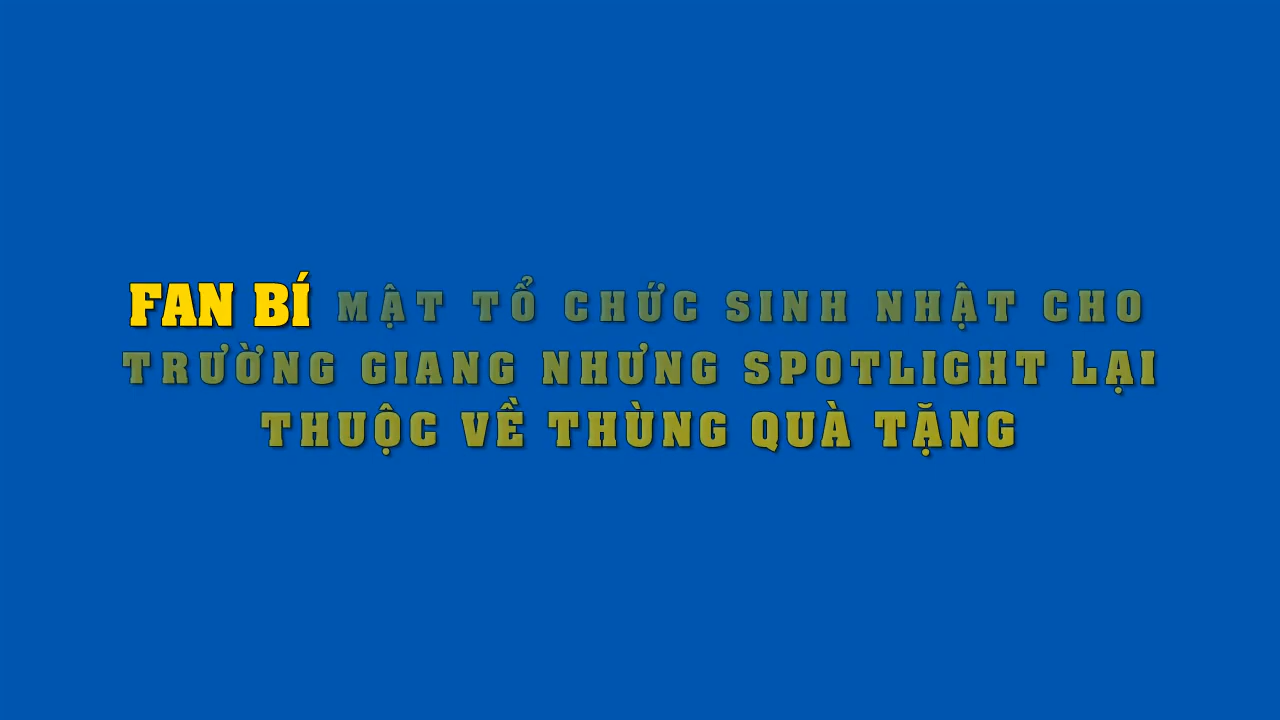 FAN BÍ MẬT TỔ CHỨC SINH NHẬT CHO
TRƯỜNG GIANG NHƯNG SPOTLIGHT LẠI
THUỘC VỀ THÙNG QUÀ TẶNG